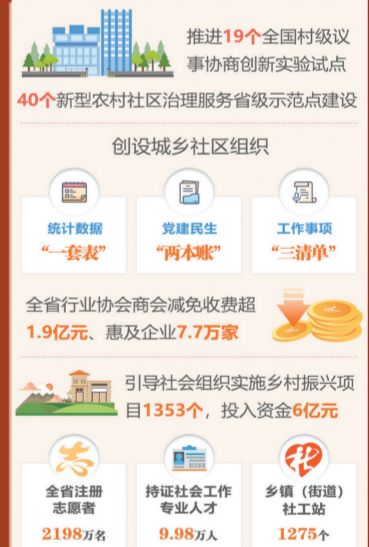 推进19个全国村级议
事协商创新实验试点
40个新型农村社区治理服务省级示范点建设
创设城乡社区组织
统计数据
“一套表”
党建民生
“两本账”
工作事项
“三清单”
全省行业协会商会减免收费超
1.9亿元、惠及企业7.7万家
引导社会组织实施乡村振兴项
目1353个，投入资金6亿元
志
全省注册
志愿者
2198万名
持证社会工作
专业人才
9.98万人
社
乡镇（街道）
社工站
1275个